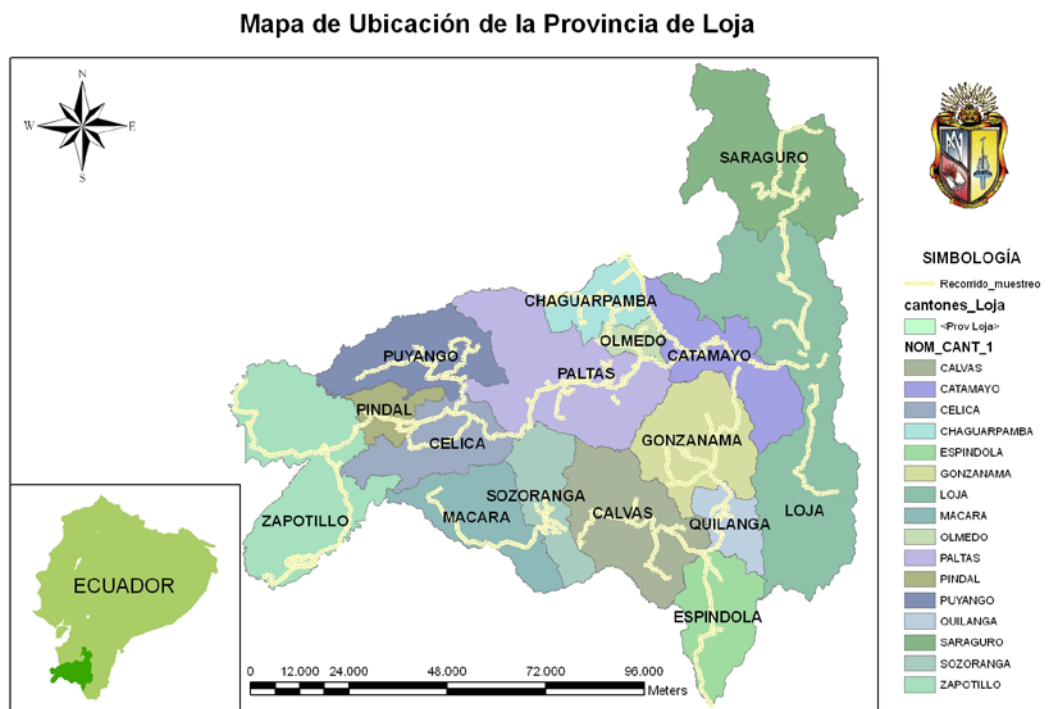 Mapa de Ubicación de la Provincia de Loja
N
W
E
S
SARAGURO
CHAGUARPAMBA
OLMEDO
CATAMAYO
PUYANGO
PALTAS
PINDAL
CELICA
GONZANAMA
SOZORANGA
ZAPOTILLO
MACARA
CALVAS
QUILANGA
LOJA
ESPINDOLA
ECUADOR
0 12.000 24.000 48.000 72.000 96.000
Meters
SIMBOLOGÍA
Recorrido_muestreo
cantones_Loja
<Prov Loja>
NOM_CANT_1
CALVAS
CATAMAYO
CELICA
CHAGUARPAMBA
ESPINDOLA
GONZANAMA
LOJA
MACARA
OLMEDO
PALTAS
PINDAL
PUYANGO
QUILANGA
SARAGURO
SOZORANGA
ZAPOTILLO